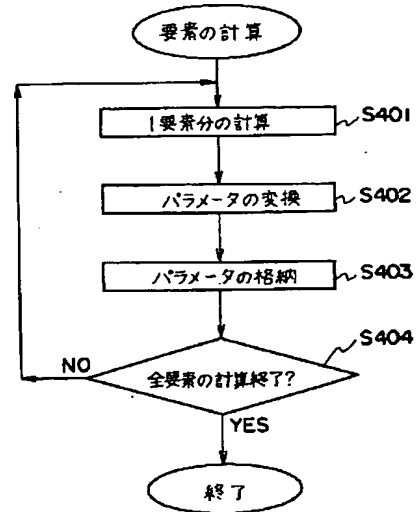 要素の計算
1要素分の計算
S401
パラメータの変換
S402
パラメータの格納
S403
S404
全要素の計算終了?
NO
YES
終了